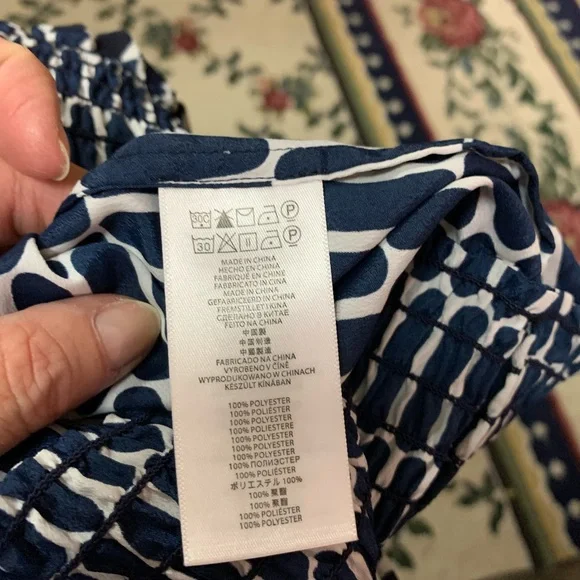 30C P
30 P
MADE IN CHINA
HECHO EN CHINA
FABRIQUÉ EN CHINE
FABBRICATO IN CINA
MADE IN CHINA
GEFABRICEERD IN CHINA
FREMSTILLET I KINA
СДЕЛАНО В КИТАЕ
FEITO NA CHINA
中国製
中国制造
中國製造
FABRICADO NA CHINA
VYROBENO V ČÍNĚ
WYPRODUKOWANO W CHINACH
KÉSZÜLT KÍNÁBAN
100% POLYESTER
100% POLIÉSTER
100% POLYESTER
100% POLIESTERE
100% POLYESTER
100% POLYESTER
100% POLYESTER
100% ПОЛИЭСТЕР
100% POLIÉSTER
ポリエステル 100%
100% 聚酯
100% 聚酯
100% POLIÉSTER
100% POLYESTER